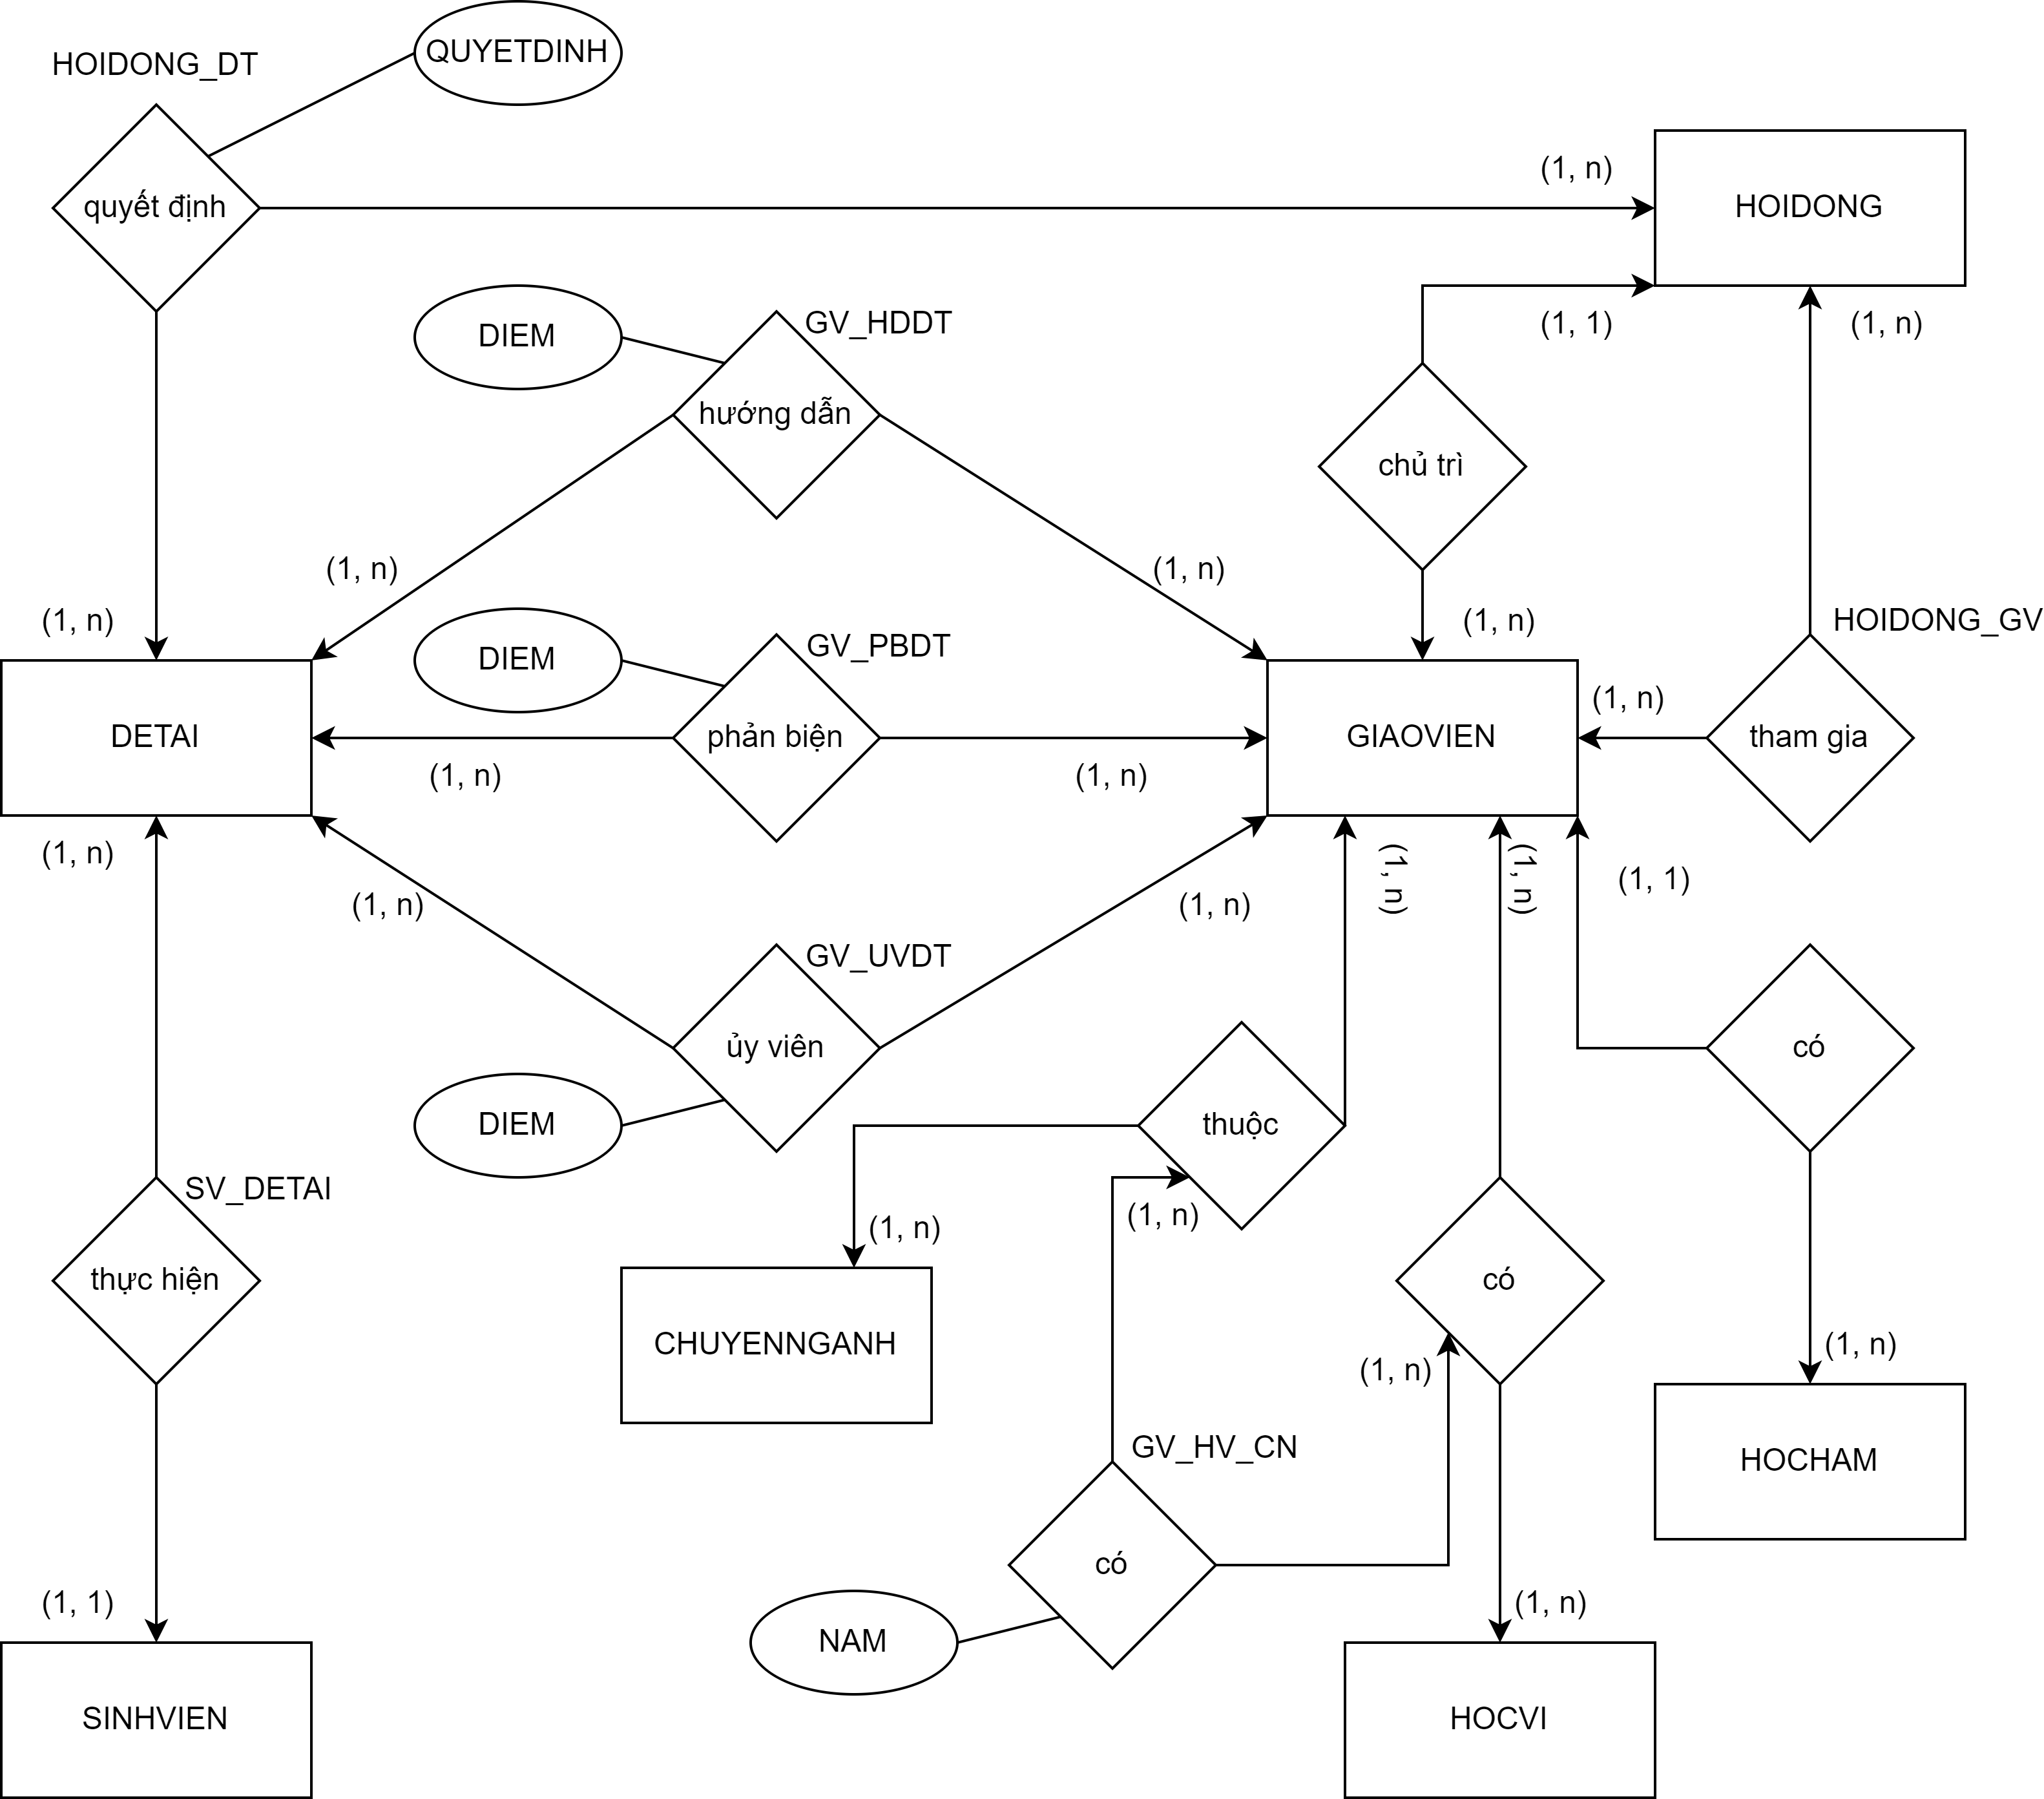 QUYETDINH
HOIDONG_DT
(1, n)
quyết định
HOIDONG
GV_HDDT
(1, 1)
(1, n)
DIEM
hướng dẫn
chủ trì
(1, n)
(1, n)
(1, n)
(1, n)
HOIDONG_GV
GV_PBDT
DIEM
(1, n)
DETAI
phản biện
GIAOVIEN
tham gia
(1, n)
(1, n)
(1, n)
(1, n)
(1, n)
(1, 1)
(1, n)
(1, n)
GV_UVDT
ủy viên
có
DIEM
thuộc
SV_DETAI
(1, n)
(1, n)
thực hiện
có
CHUYENNGANH
(1, n)
(1, n)
GV_HV_CN
HOCHAM
có
(1, 1)
(1, n)
NAM
SINHVIEN
HOCVI